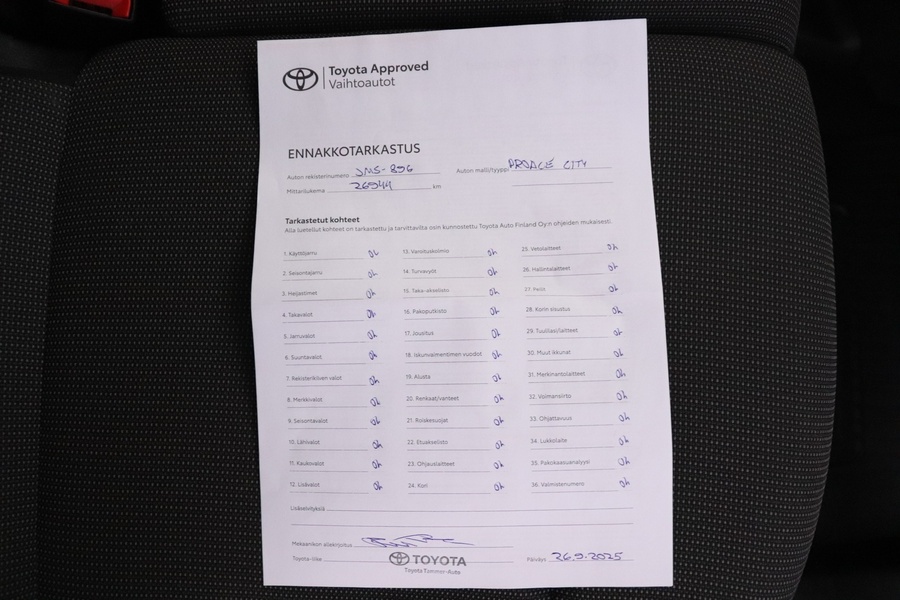 Toyota Approved
Vaihtoautot
ENNAKKOTARKASTUS
Auton rekisterinumero JMS-896 Auton malli/tyyppi PROACE CITY
Mittarilukema 26944 km
Tarkastetut kohteet
Alla luetellut kohteet on tarkastettu ja tarvittavilta osin kunnostettu Toyota Auto Finland Oy:n ohjeiden mukaisesti.
1. Käyttöjarru ok 13. Varoituskolmio ok 25. Vetolaitteet ok
2. Seisontajarru ok 14. Turvavyöt ok 26. Hallintalaitteet ok
3. Heijastimet ok 15. Taka-akselisto ok 27. Peilit ok
4. Takavalot ok 16. Pakoputkisto ok 28. Korin sisustus ok
5. Jarruvalot ok 17. Jousitus ok 29. Tuulilasi/laitteet ok
6. Suuntavalot ok 18. Iskunvaimentimen vuodot ok 30. Muut ikkunat ok
7. Rekisterikilven valot ok 19. Alusta ok 31. Merkinantolaitteet ok
8. Merkkivalot ok 20. Renkaat/vanteet ok 32. Voimansiirto ok
9. Seisontavalot ok 21. Roiskesuojat ok 33. Ohjattavuus ok
10. Lähivalot ok 22. Etuakselisto ok 34. Lukkolaite ok
11. Kaukovalot ok 23. Ohjauslaitteet ok 35. Pakokaasuanalyysi ok
12. Lisävalot ok 24. Kori ok 36. Valmistenumero ok
Lisäselvityksiä
Mekaanikon allekirjoitus
Toyota-liike TOYOTA Päiväys 26.9.2025
Toyota Tammer-Auto